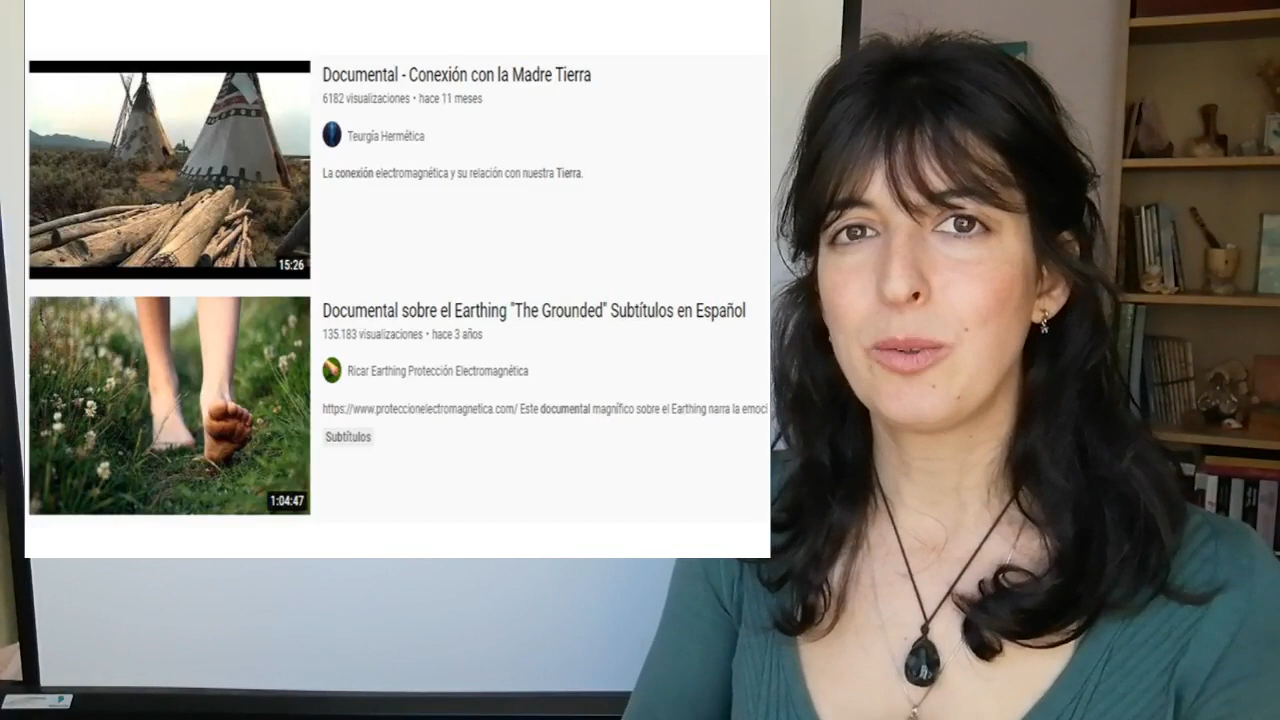 Documental - Conexión con la Madre Tierra
6182 visualizaciones • hace 11 meses
Teurgía Hermética
La conexión electromagnética y su relación con nuestra Tierra.
15:26
Documental sobre el Earthing "The Grounded" Subtítulos en Español
135.183 visualizaciones • hace 3 años
Ricar Earthing Protección Electromagnética
https://www.proteccionelectromagnetica.com/ Este documental magnífico sobre el Earthing narra la emoci
Subtítulos
1:04:47